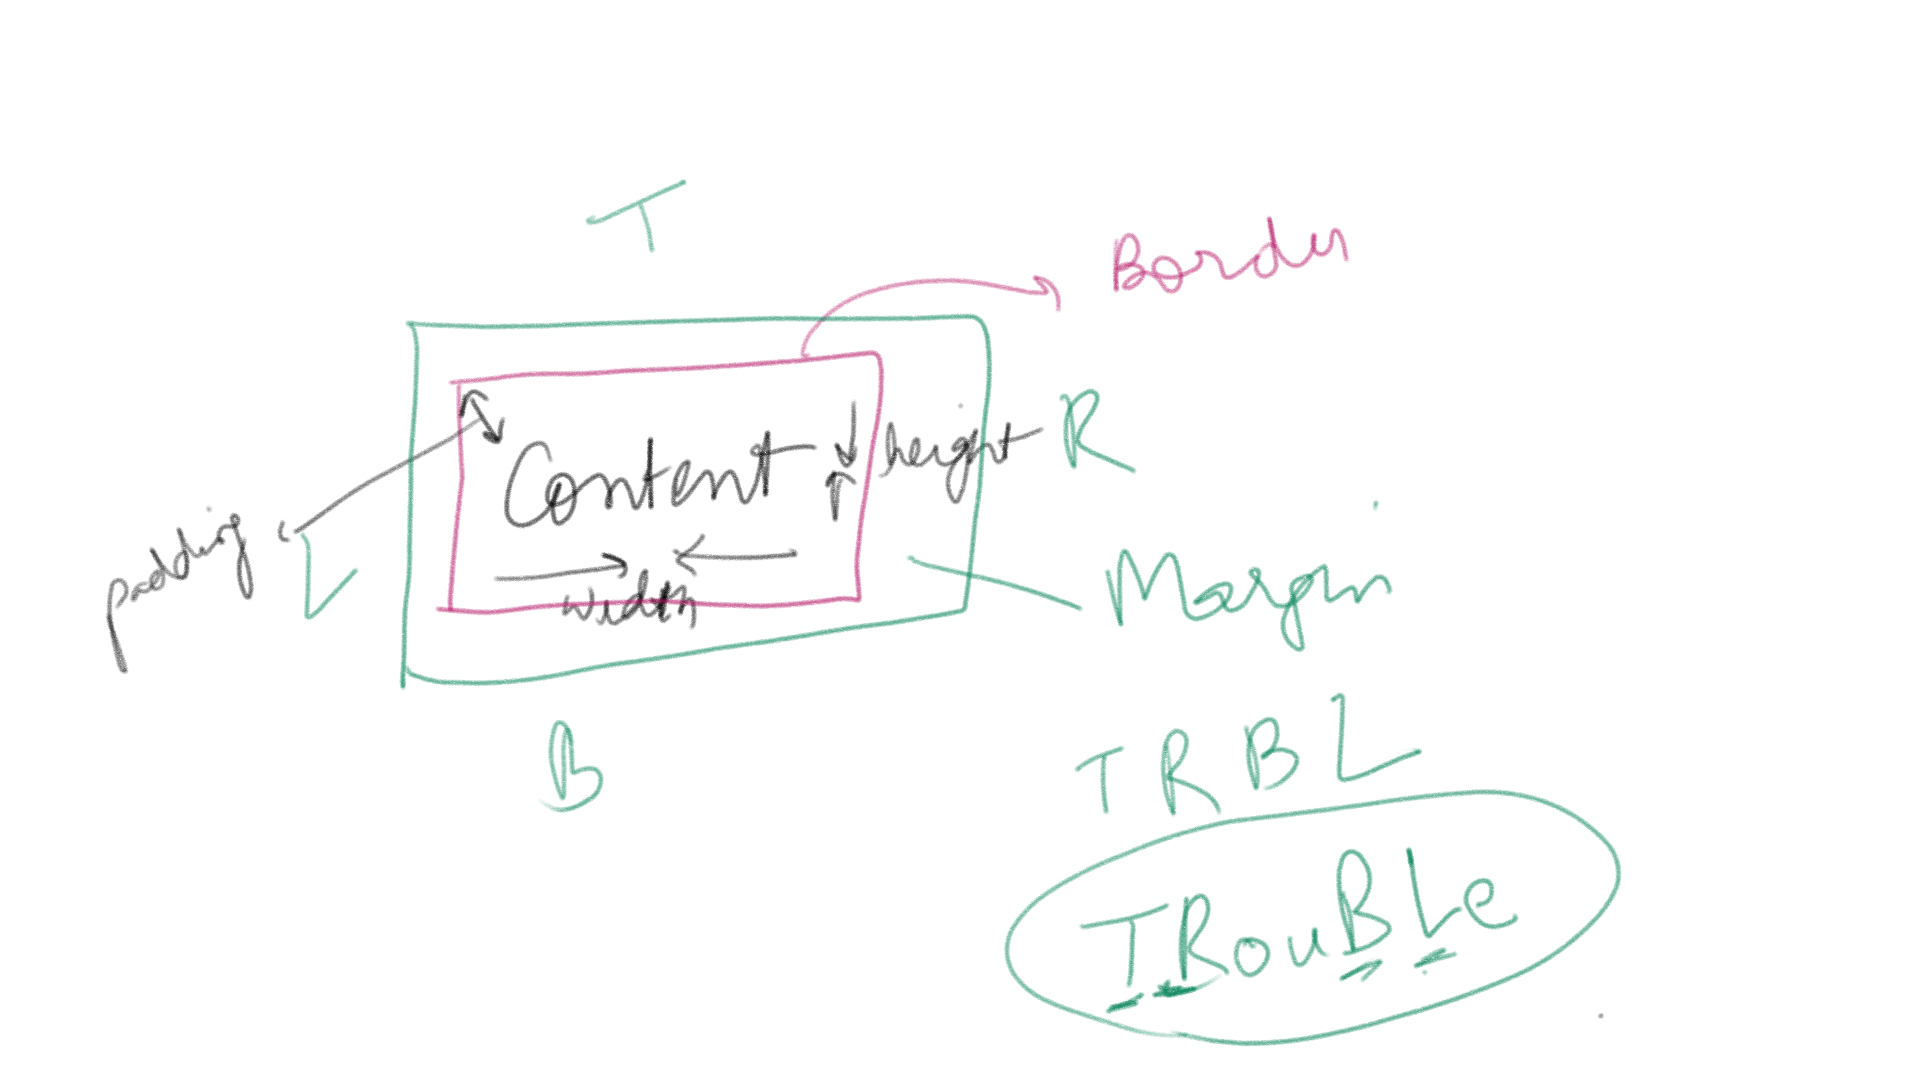 T
Border
Content
height
R
padding
L
width
Margin
B
T R B L
TRouBLe